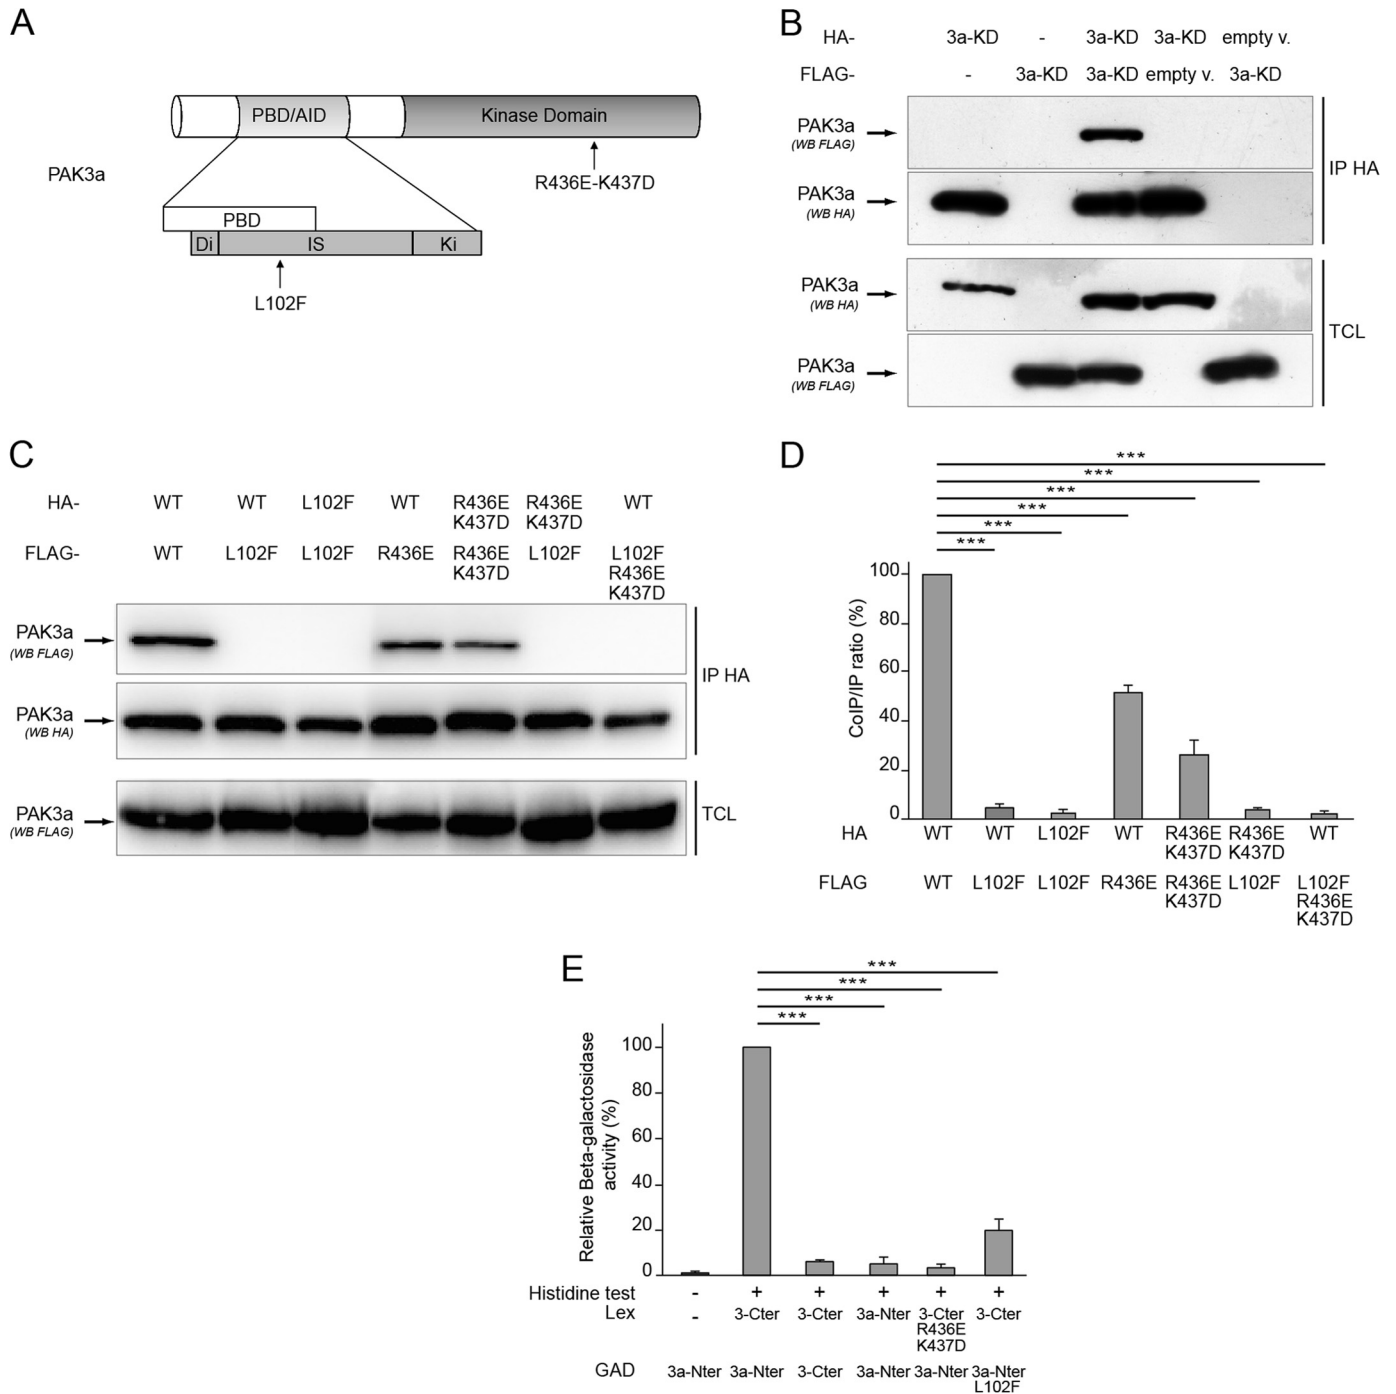 A
PBD/AID
Kinase Domain
R436E-K437D
PAK3a
PBD
Di IS Ki
L102F
B
HA- 3a-KD - 3a-KD 3a-KD empty v.
FLAG- - 3a-KD 3a-KD empty v. 3a-KD
PAK3a
(WB FLAG)
IP HA
PAK3a
(WB HA)
PAK3a
(WB HA)
TCL
PAK3a
(WB FLAG)
C
HA- WT WT L102F WT R436E R436E WT
K437D K437D
FLAG- WT L102F L102F R436E R436E L102F L102F
K437D R436E
K437D
PAK3a
(WB FLAG)
IP HA
PAK3a
(WB HA)
PAK3a
(WB FLAG)
TCL
D
***
***
***
***
***
***
CoIP/IP ratio (%)
100
80
60
40
20
0
HA WT WT L102F WT R436E R436E WT
K437D K437D
FLAG WT L102F L102F R436E R436E L102F L102F
K437D R436E
K437D
E
***
***
***
***
Relative Beta-galactosidase
activity (%)
100
80
60
40
20
0
Histidine test - + + + + +
Lex - 3-Cter 3-Cter 3a-Nter 3-Cter 3-Cter
R436E
K437D
GAD 3a-Nter 3a-Nter 3-Cter 3a-Nter 3a-Nter 3a-Nter
L102F